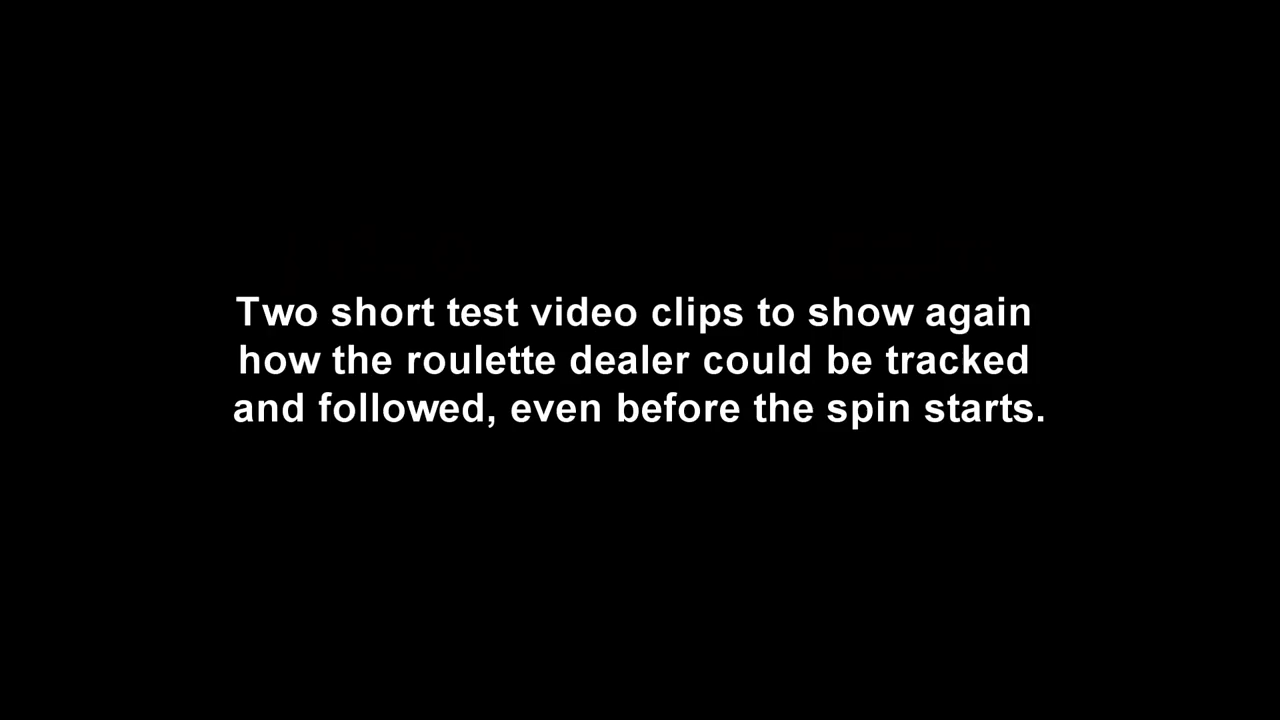 Two short test video clips to show again
how the roulette dealer could be tracked
and followed, even before the spin starts.